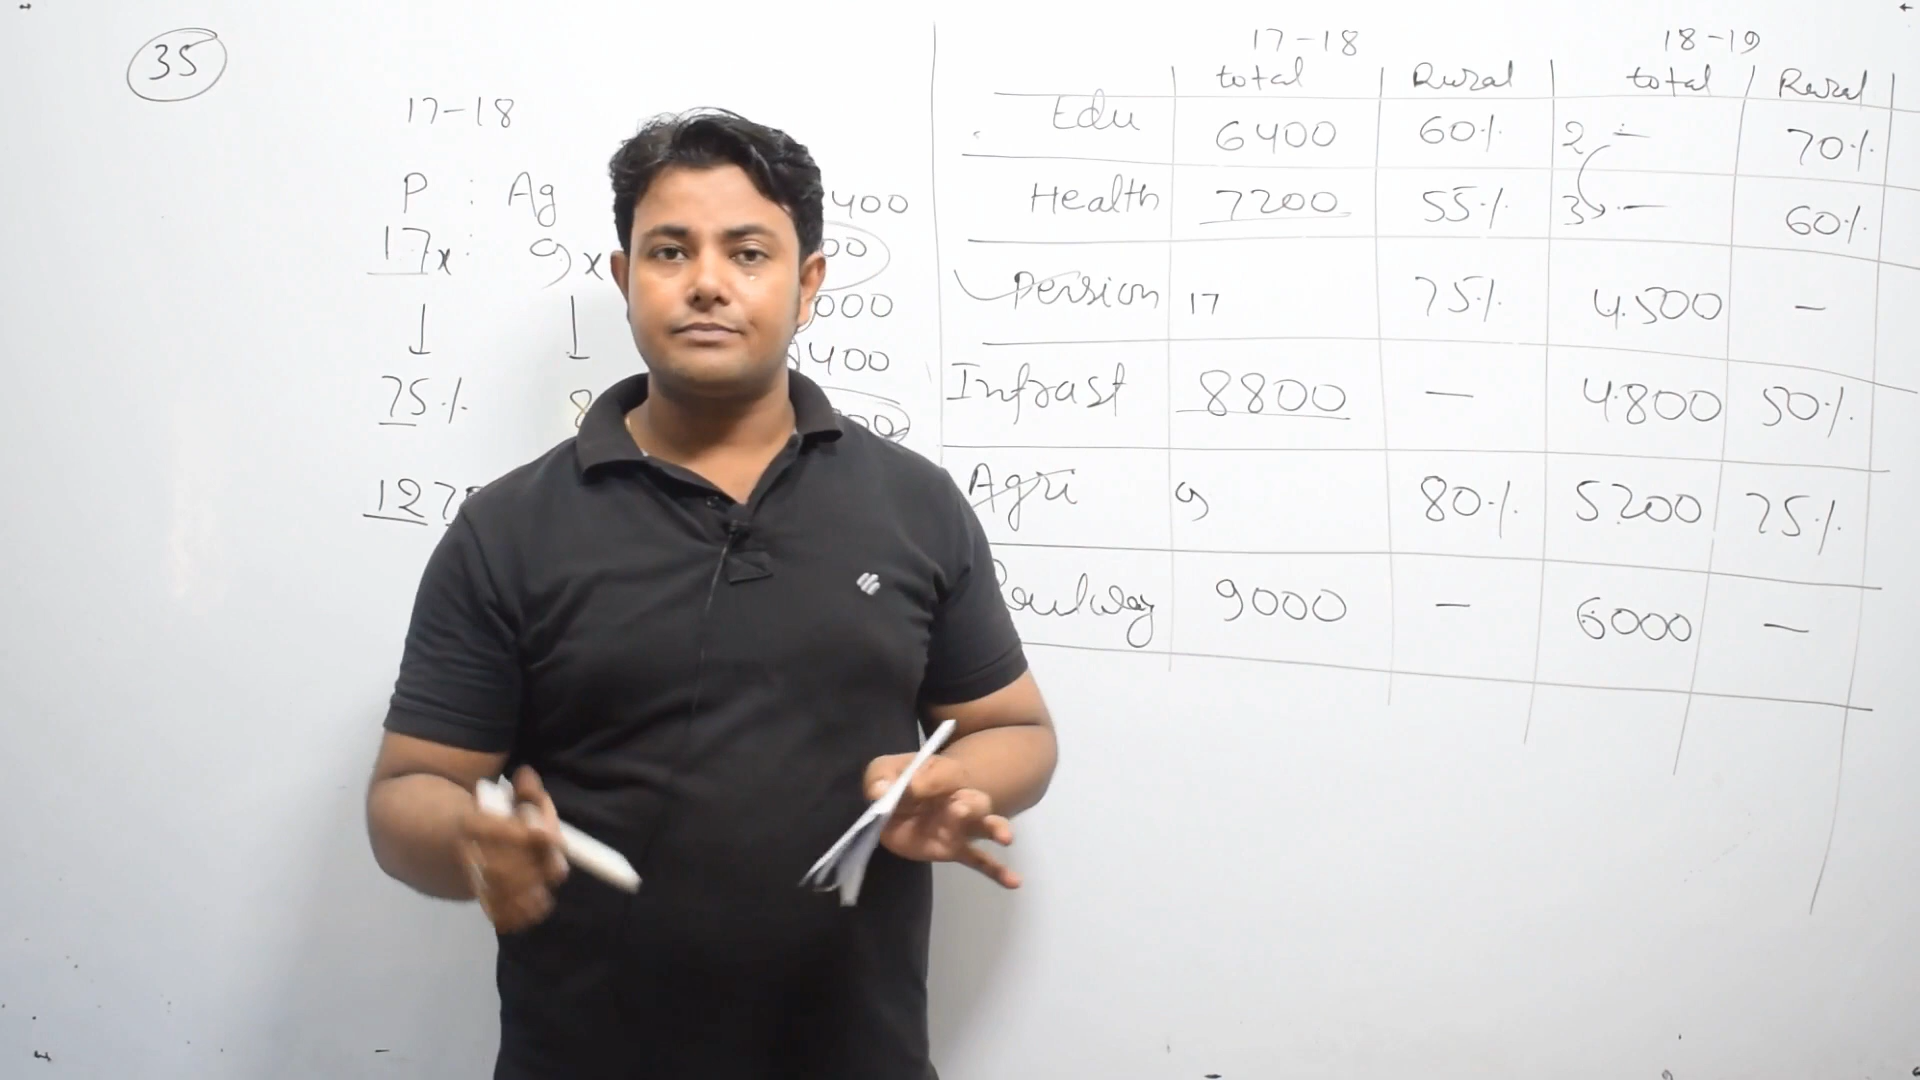 35
17-18
P : Ag
17x : 9x
75% 8
127
400
00
000
400
00
17-18 18-19
total Rural total Rural
Edu 6400 60% 2 — 70%
Health 7200 55% 3 — 60%
Pension 17 75% 4500 —
Infrast 8800 — 4800 50%
Agri 9 80% 5200 75%
9000 — 6000 —